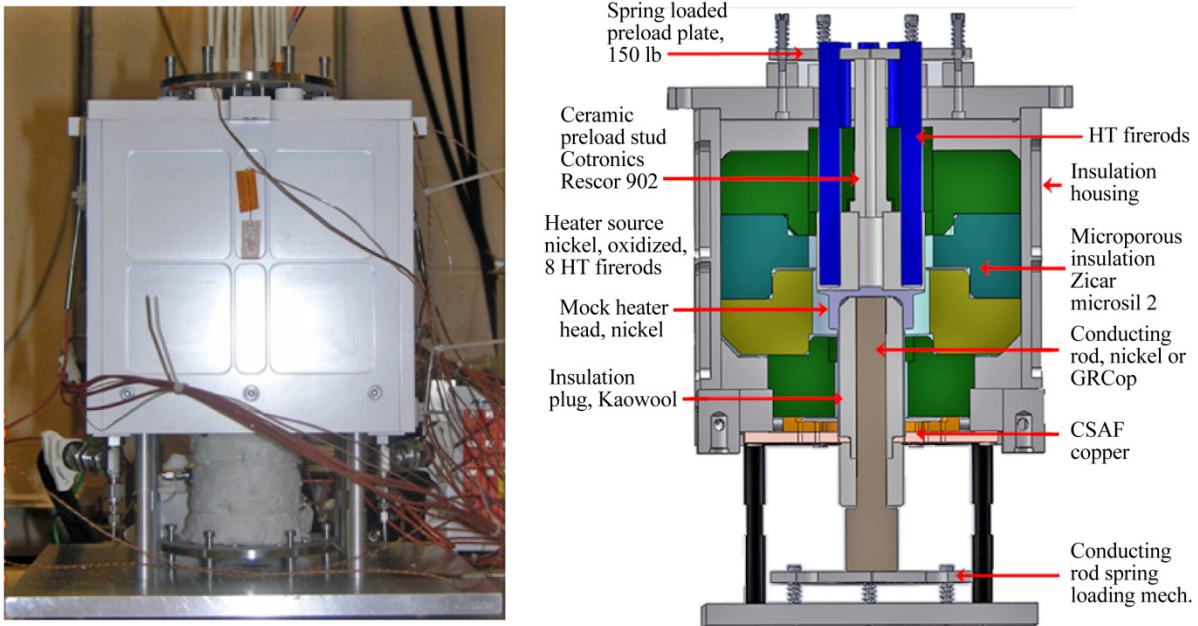 Spring loaded
preload plate,
150 lb
Ceramic
preload stud
Cotronics
Rescor 902
Heater source
nickel, oxidized,
8 HT firerods
Mock heater
head, nickel
Insulation
plug, Kaowool
HT firerods
Insulation
housing
Microporous
insulation
Zicar
microsil 2
Conducting
rod, nickel or
GRCop
CSAF
copper
Conducting
rod spring
loading mech.